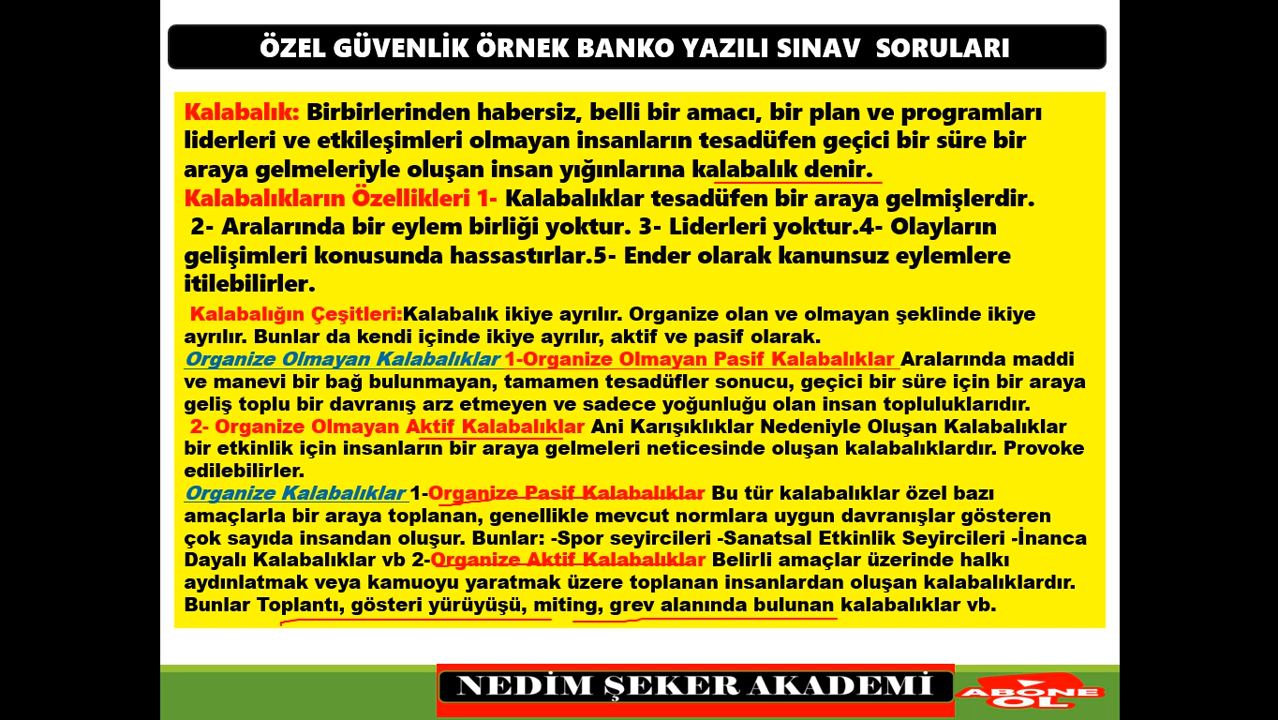 ÖZEL GÜVENLİK ÖRNEK BANKO YAZILI SINAV SORULARI
Kalabalık: Birbirlerinden habersiz, belli bir amacı, bir plan ve programları
liderleri ve etkileşimleri olmayan insanların tesadüfen geçici bir süre bir
araya gelmeleriyle oluşan insan yığınlarına kalabalık denir.
Kalabalıkların Özellikleri 1- Kalabalıklar tesadüfen bir araya gelmişlerdir.
2- Aralarında bir eylem birliği yoktur. 3- Liderleri yoktur.4- Olayların
gelişimleri konusunda hassastırlar.5- Ender olarak kanunsuz eylemlere
itilebilirler.
Kalabalığın Çeşitleri:Kalabalık ikiye ayrılır. Organize olan ve olmayan şeklinde ikiye
ayrılır. Bunlar da kendi içinde ikiye ayrılır, aktif ve pasif olarak.
Organize Olmayan Kalabalıklar 1-Organize Olmayan Pasif Kalabalıklar Aralarında maddi
ve manevi bir bağ bulunmayan, tamamen tesadüfler sonucu, geçici bir süre için bir araya
geliş toplu bir davranış arz etmeyen ve sadece yoğunluğu olan insan topluluklarıdır.
2- Organize Olmayan Aktif Kalabalıklar Ani Karışıklıklar Nedeniyle Oluşan Kalabalıklar
bir etkinlik için insanların bir araya gelmeleri neticesinde oluşan kalabalıklardır. Provoke
edilebilirler.
Organize Kalabalıklar 1-Organize Pasif Kalabalıklar Bu tür kalabalıklar özel bazı
amaçlarla bir araya toplanan, genellikle mevcut normlara uygun davranışlar gösteren
çok sayıda insandan oluşur. Bunlar: -Spor seyircileri -Sanatsal Etkinlik Seyircileri -İnanca
Dayalı Kalabalıklar vb 2-Organize Aktif Kalabalıklar Belirli amaçlar üzerinde halkı
aydınlatmak veya kamuoyu yaratmak üzere toplanan insanlardan oluşan kalabalıklardır.
Bunlar Toplantı, gösteri yürüyüşü, miting, grev alanında bulunan kalabalıklar vb.
NEDİM ŞEKER AKADEMİ
ABONE
OL